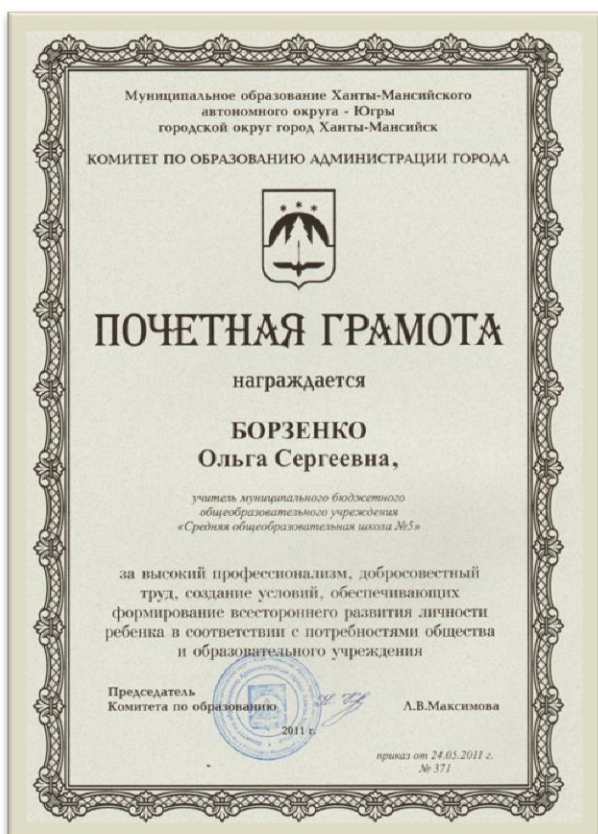 Муниципальное образование Ханты-Мансийского
автономного округа - Югры
городской округ город Ханты-Мансийск
КОМИТЕТ ПО ОБРАЗОВАНИЮ АДМИНИСТРАЦИИ ГОРОДА
ПОЧЕТНАЯ ГРАМОТА
награждается
БОРЗЕНКО
Ольга Сергеевна,
учитель муниципального бюджетного
общеобразовательного учреждения
«Средняя общеобразовательная школа №5»
за высокий профессионализм, добросовестный
труд, создание условий, обеспечивающих
формирование всестороннего развития личности
ребенка в соответствии с потребностями общества
и образовательного учреждения
Председатель
Комитета по образованию
Л.В.Максимова
2011 г.
приказ от 24.05.2011 г.
№ 371